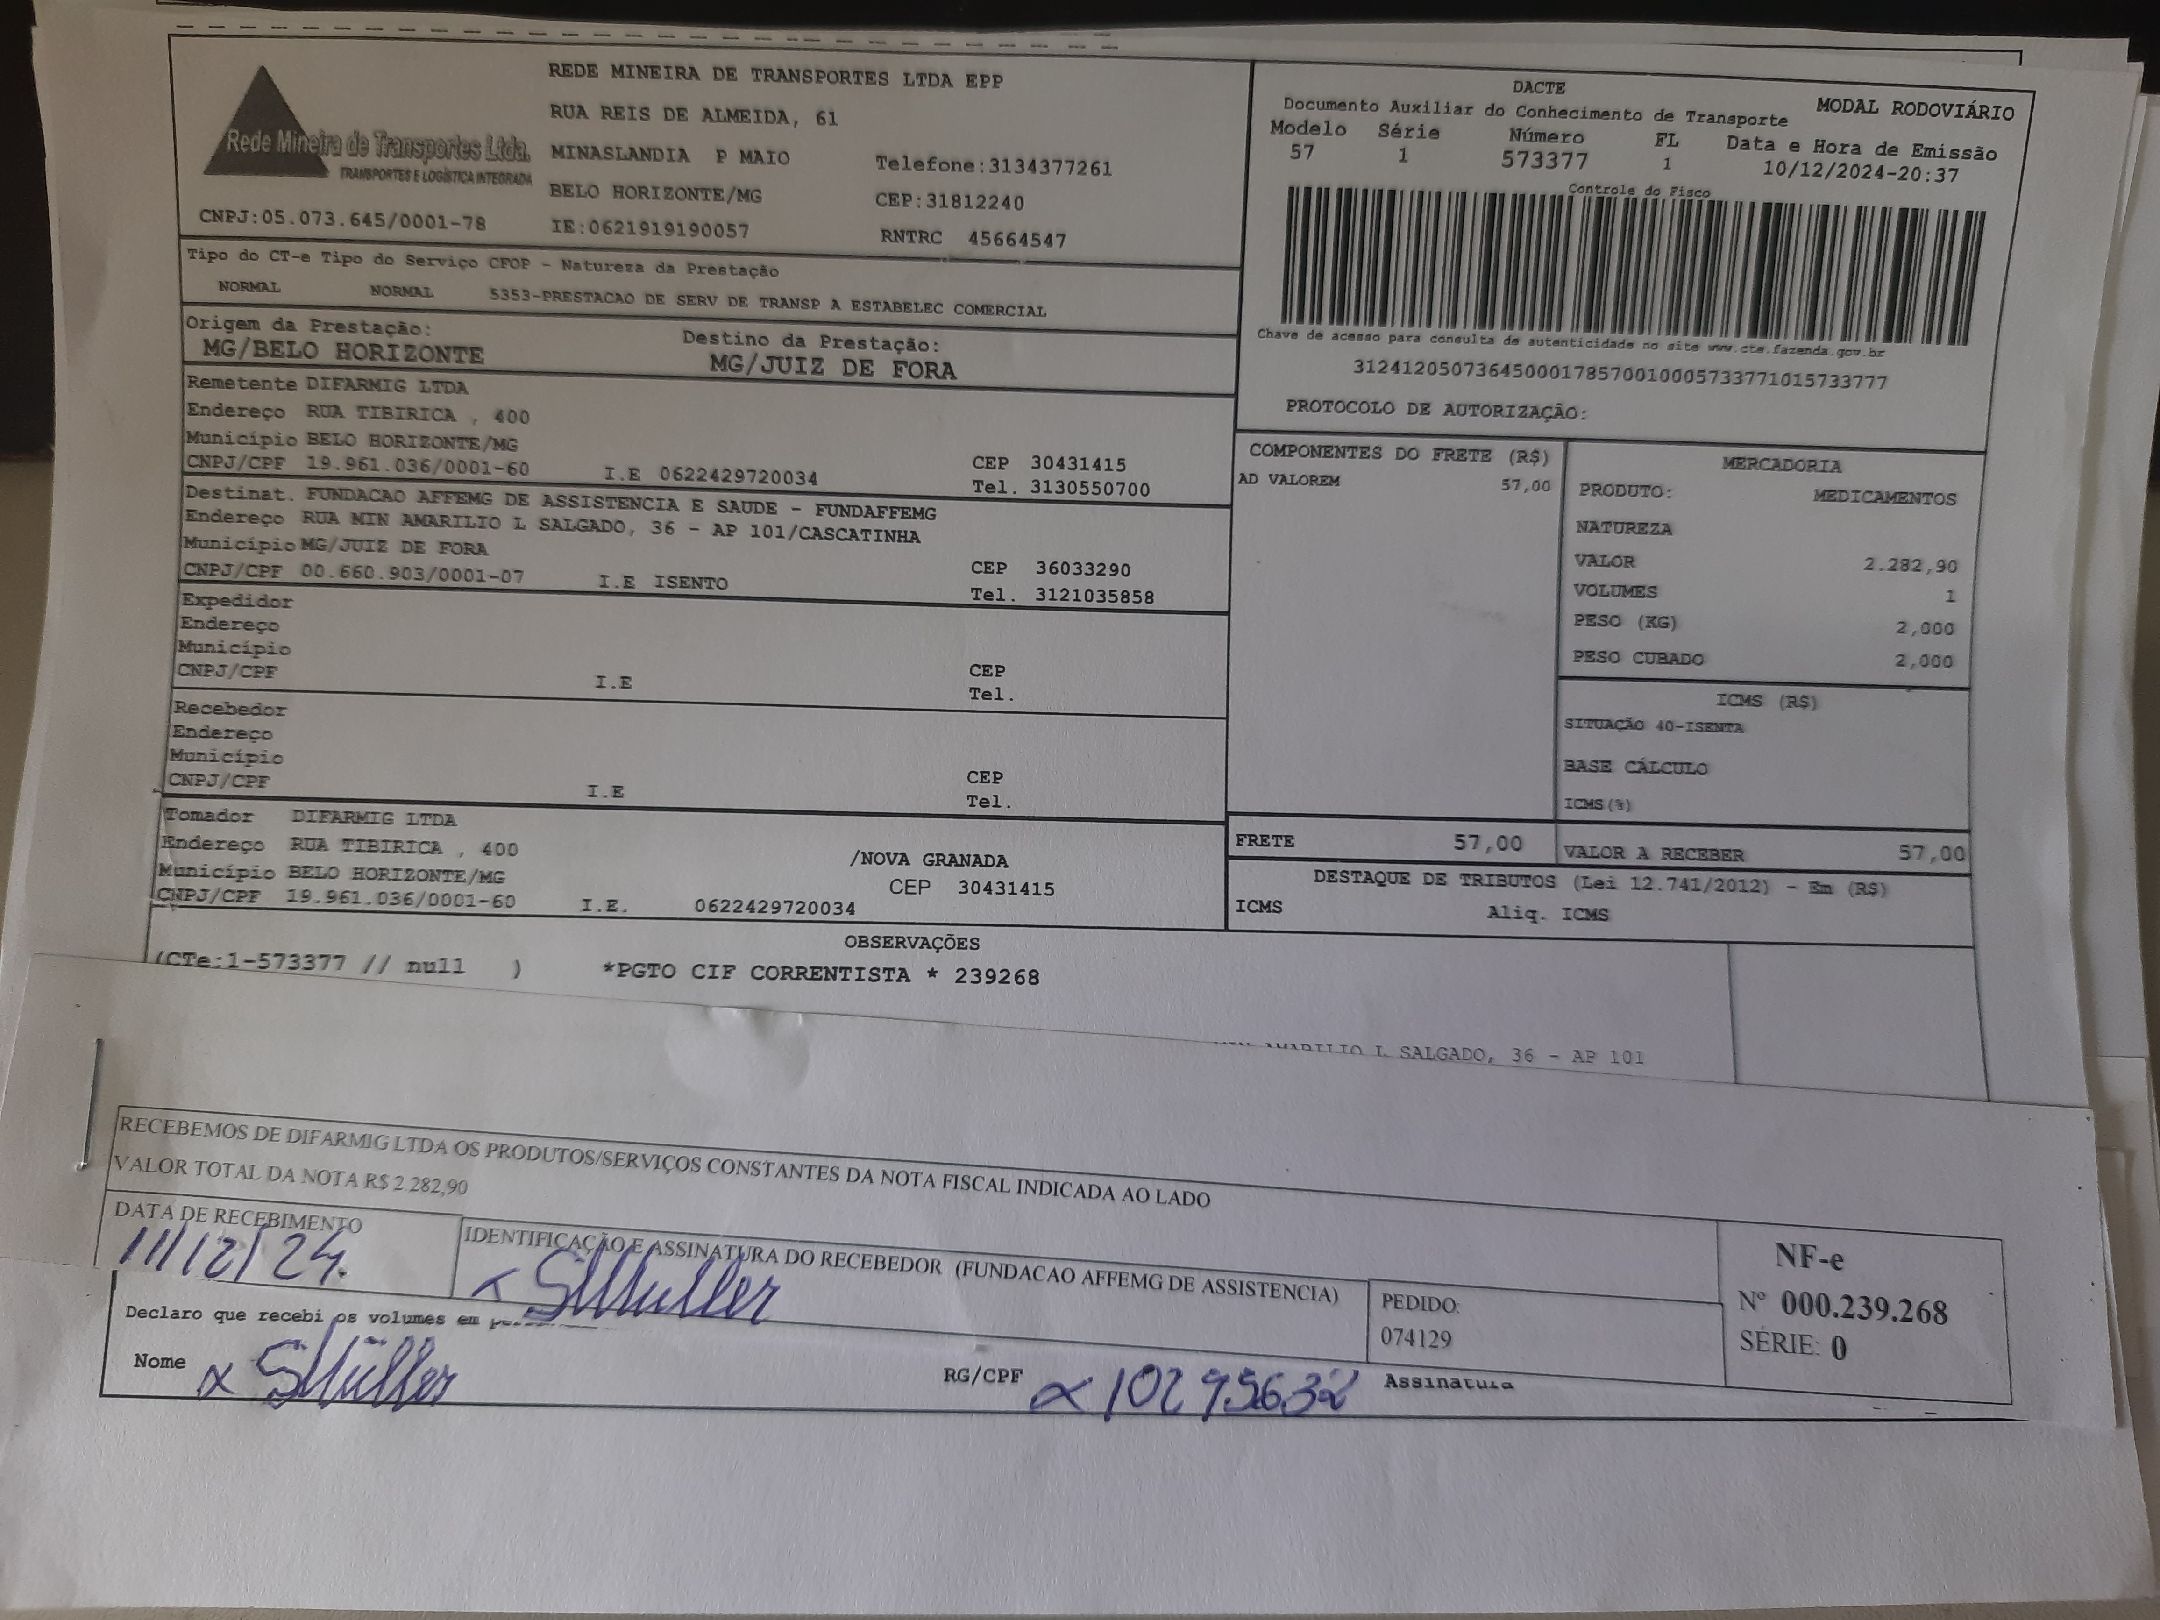 REDE MINEIRA DE TRANSPORTES LTDA EPP
RUA REIS DE ALMEIDA, 61
MINASLANDIA P MAIO Telefone:3134377261
BELO HORIZONTE/MG CEP:31812240
CNPJ:05.073.645/0001-78 IE:0621919190057 RNTRC 45664547
Rede Mineira de Transportes Ltda.
TRANSPORTES E LOGÍSTICA INTEGRADA
DACTE
Documento Auxiliar do Conhecimento de Transporte MODAL RODOVIÁRIO
Modelo Série Número FL Data e Hora de Emissão
57 1 573377 1 10/12/2024-20:37
Controle do Fisco
Chave de acesso para consulta de autenticidade no site www.cte.fazenda.gov.br
31241205073645000178570010005733771015733777
PROTOCOLO DE AUTORIZAÇÃO:
Tipo do CT-e Tipo do Serviço CFOP - Natureza da Prestação
NORMAL NORMAL 5353-PRESTACAO DE SERV DE TRANSP A ESTABELEC COMERCIAL
Origem da Prestação: Destino da Prestação:
MG/BELO HORIZONTE MG/JUIZ DE FORA
Remetente DIFARMIG LTDA
Endereço RUA TIBIRICA , 400
Município BELO HORIZONTE/MG CEP 30431415
CNPJ/CPF 19.961.036/0001-60 I.E 0622429720034 Tel. 3130550700
Destinat. FUNDACAO AFFEMG DE ASSISTENCIA E SAUDE - FUNDAFFEMG
Endereço RUA MIN AMARILIO L SALGADO, 36 - AP 101/CASCATINHA
Município MG/JUIZ DE FORA CEP 36033290
CNPJ/CPF 00.660.903/0001-07 I.E ISENTO Tel. 3121035858
Expedidor
Endereço
Município CEP
CNPJ/CPF I.E Tel.
Recebedor
Endereço
Município CEP
CNPJ/CPF I.E Tel.
Tomador DIFARMIG LTDA
Endereço RUA TIBIRICA , 400 /NOVA GRANADA
Município BELO HORIZONTE/MG CEP 30431415
CNPJ/CPF 19.961.036/0001-60 I.E. 0622429720034
COMPONENTES DO FRETE (R$)
AD VALOREM 57,00
MERCADORIA
PRODUTO: MEDICAMENTOS
NATUREZA
VALOR 2.282,90
VOLUMES 1
PESO (KG) 2,000
PESO CUBADO 2,000
ICMS (R$)
SITUAÇÃO 40-ISENTA
BASE CÁLCULO
ICMS(%)
FRETE 57,00 VALOR A RECEBER 57,00
DESTAQUE DE TRIBUTOS (Lei 12.741/2012) - Em (R$)
ICMS Aliq. ICMS
OBSERVAÇÕES
(CTe:1-573377 // null ) *PGTO CIF CORRENTISTA * 239268
AMARILIO L SALGADO, 36 - AP 101
RECEBEMOS DE DIFARMIG LTDA OS PRODUTOS/SERVIÇOS CONSTANTES DA NOTA FISCAL INDICADA AO LADO
VALOR TOTAL DA NOTA R$ 2.282,90
DATA DE RECEBIMENTO IDENTIFICAÇÃO E ASSINATURA DO RECEBEDOR (FUNDACAO AFFEMG DE ASSISTENCIA)
11/12/24. x SMuller
PEDIDO:
074129
NF-e
Nº 000.239.268
SÉRIE: 0
Declaro que recebi os volumes em
Nome x SMüller RG/CPF x 10295632 Assinatura